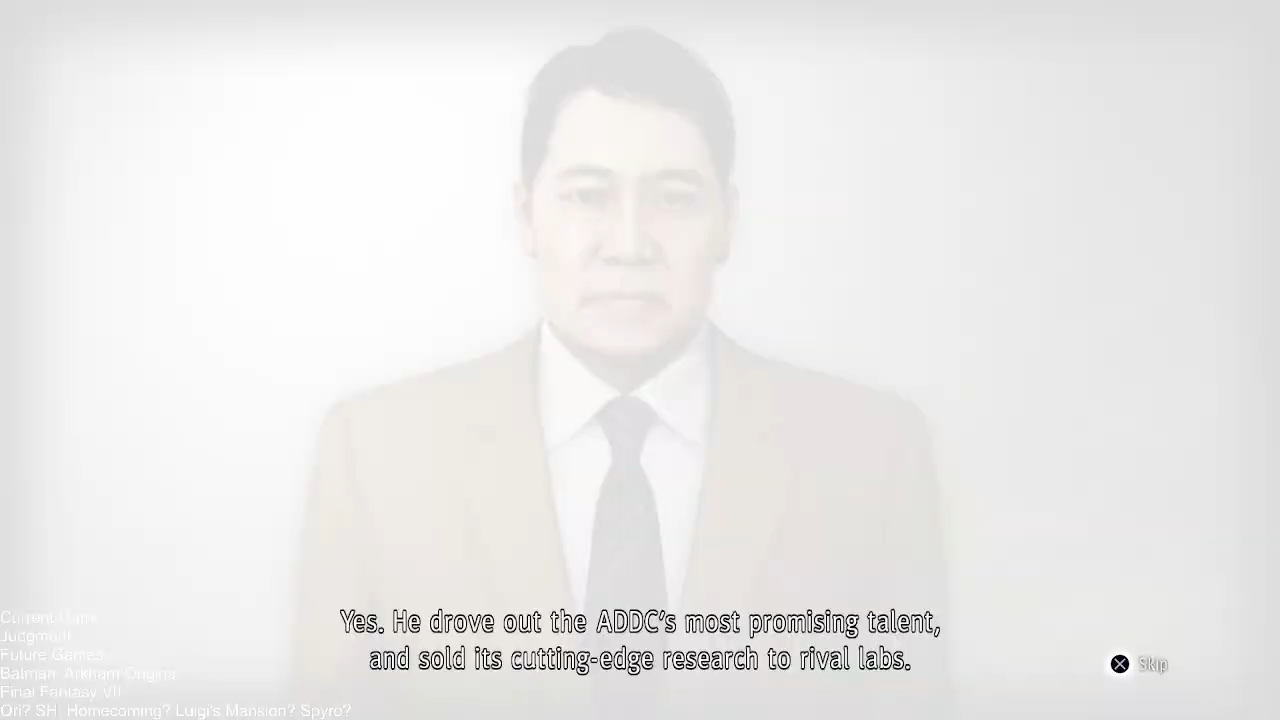 Yes. He drove out the ADDC's most promising talent,
and sold its cutting-edge research to rival labs.
Skip
Current Game
Judgment
Future Games
Batman: Arkham Origins
Final Fantasy VII
Ori? SH: Homecoming? Luigi's Mansion? Spyro?